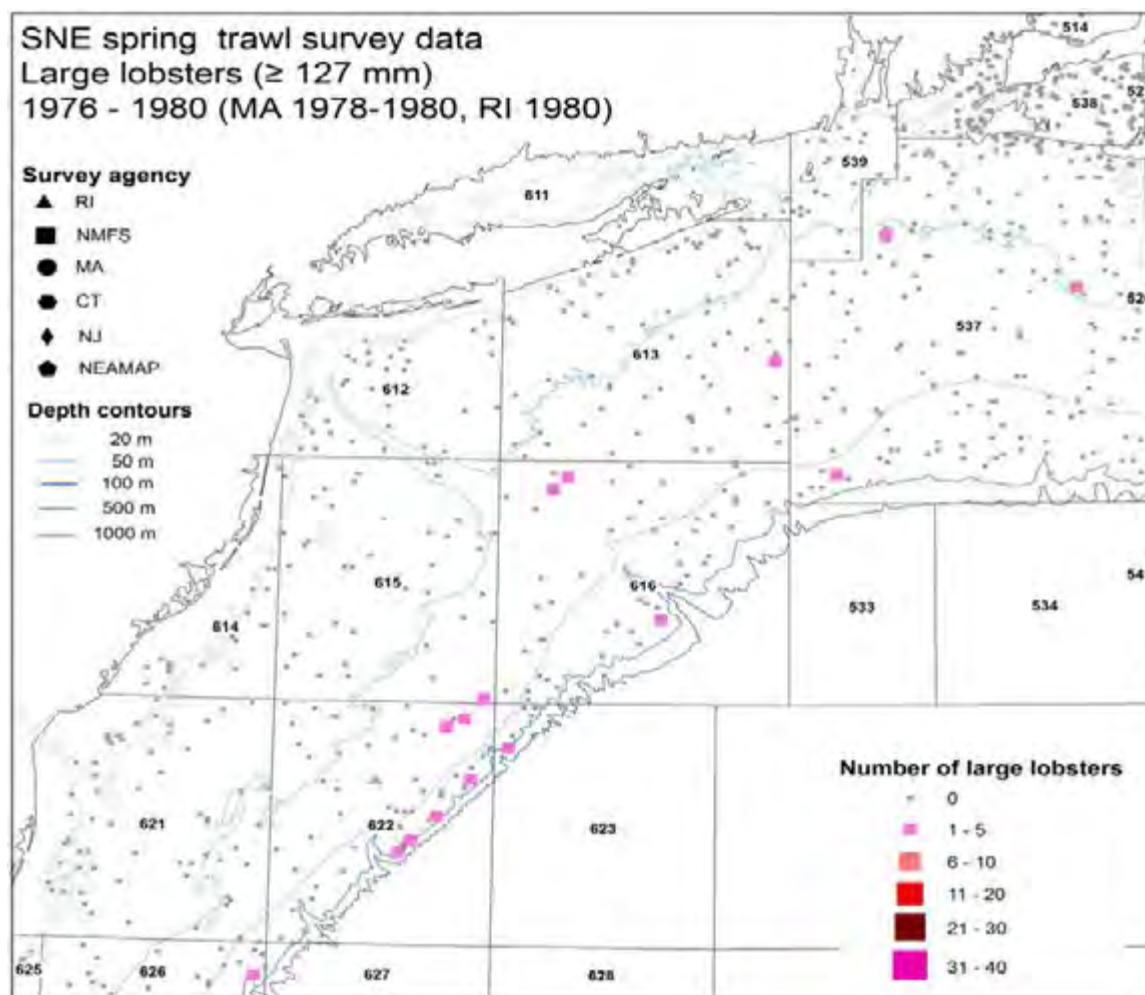 SNE spring trawl survey data
Large lobsters (≥ 127 mm)
1976 - 1980 (MA 1978-1980, RI 1980)
Survey agency
RI
NMFS
MA
CT
NJ
NEAMAP
Depth contours
20 m
50 m
100 m
500 m
1000 m
514
52
538
539
611
52
537
613
612
615
616
614
54
533
534
621
622
623
625
626
627
628
Number of large lobsters
0
1 - 5
6 - 10
11 - 20
21 - 30
31 - 40